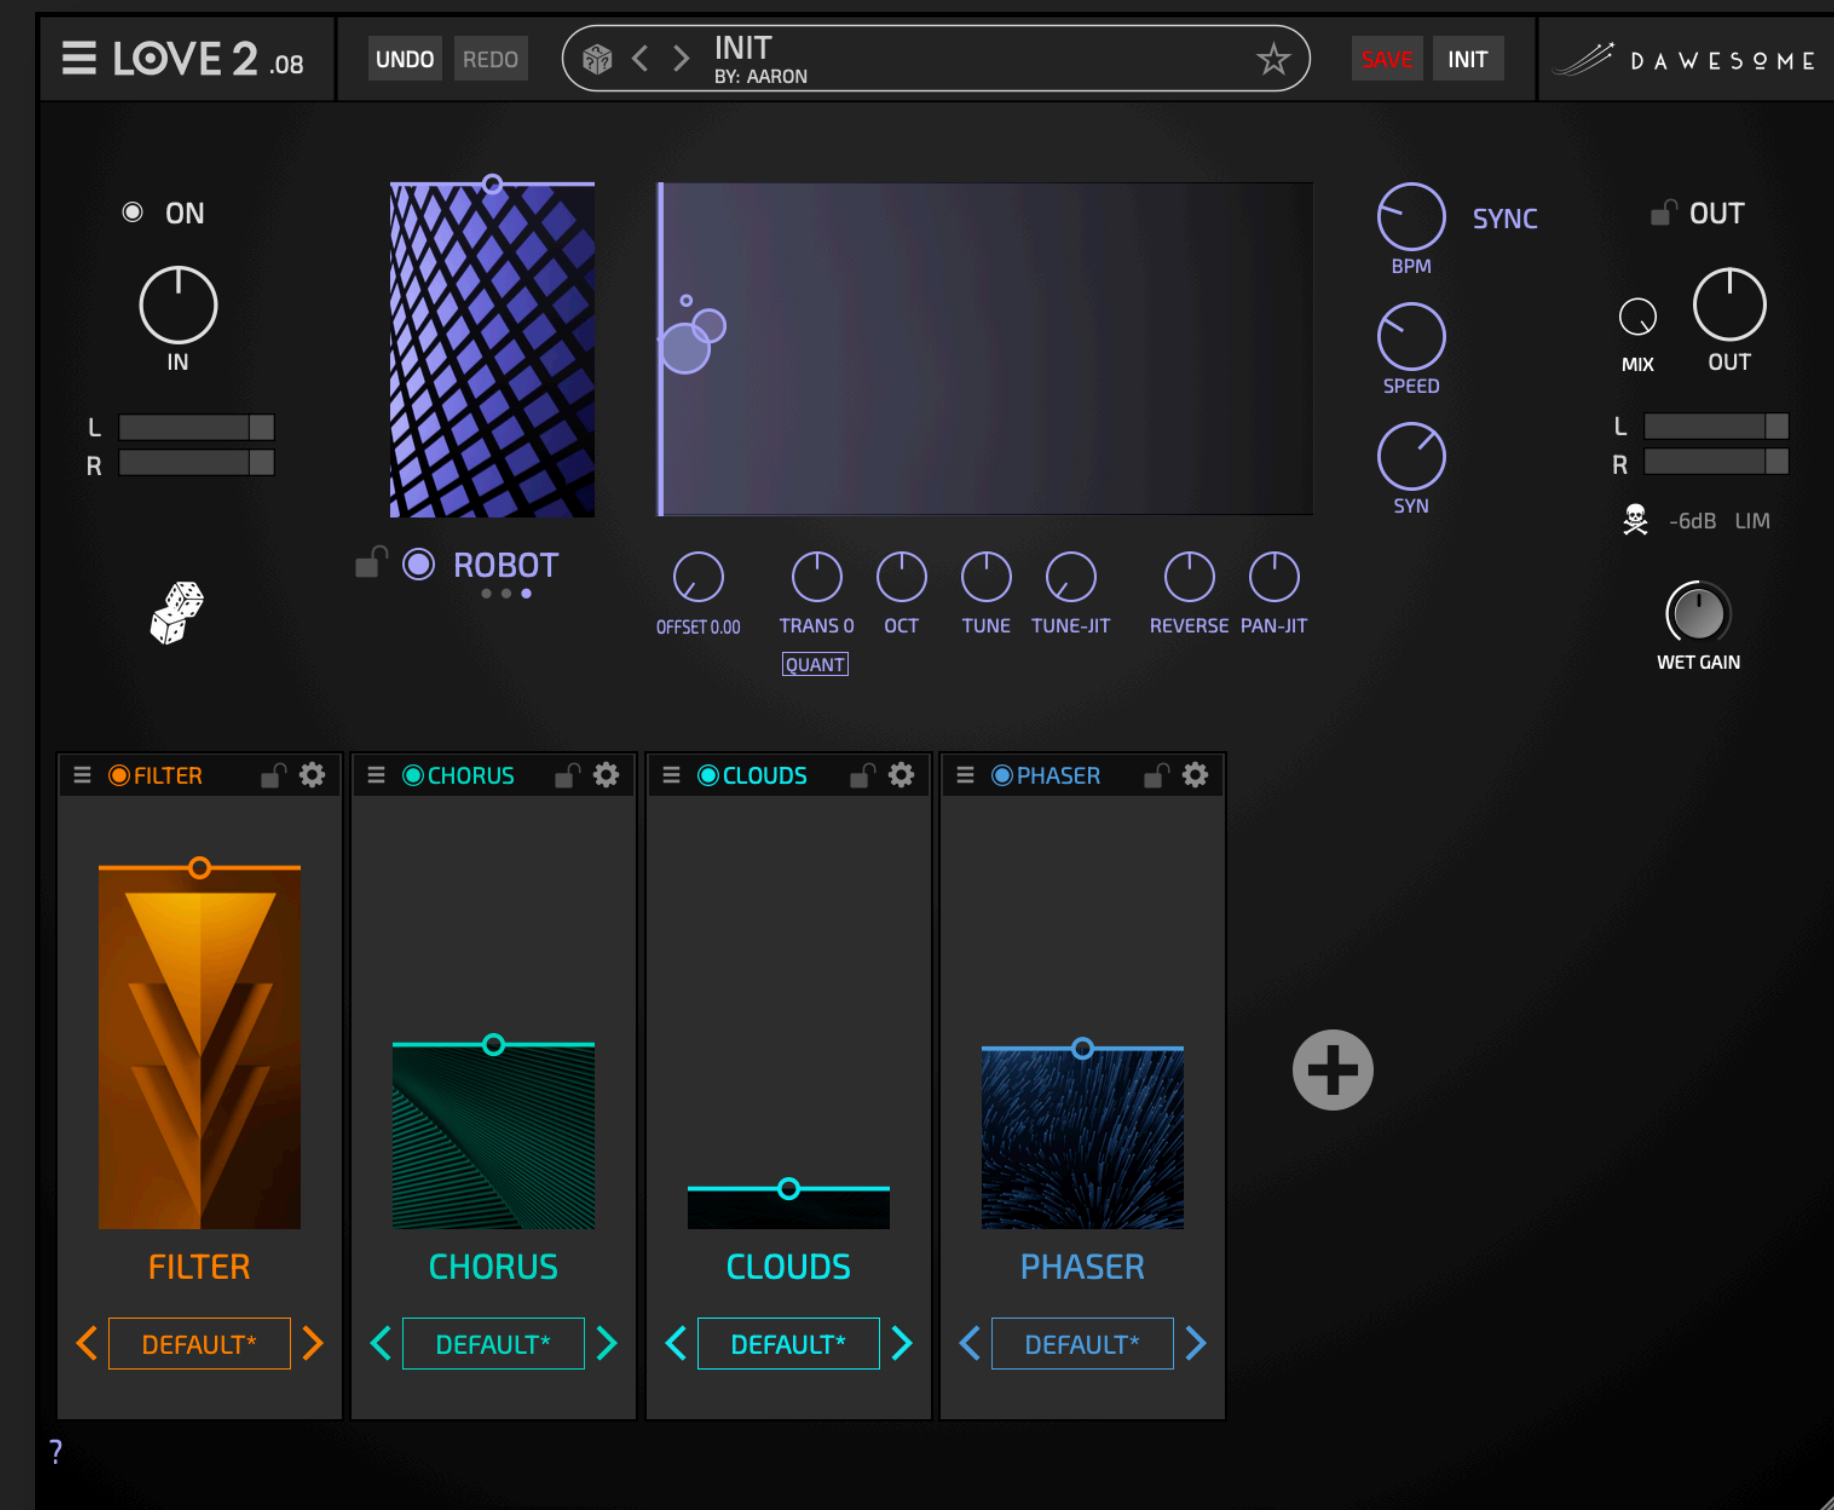 LOVE 2 .08
UNDO
REDO
INIT
BY: AARON
SAVE
INIT
DAWESOME
ON
IN
L
R
ROBOT
OFFSET 0.00
TRANS 0
QUANT
OCT
TUNE
TUNE-JIT
REVERSE
PAN-JIT
BPM
SYNC
SPEED
SYN
OUT
MIX
OUT
L
R
-6dB LIM
WET GAIN
FILTER
CHORUS
CLOUDS
PHASER
FILTER
CHORUS
CLOUDS
PHASER
DEFAULT*
DEFAULT*
DEFAULT*
DEFAULT*
?